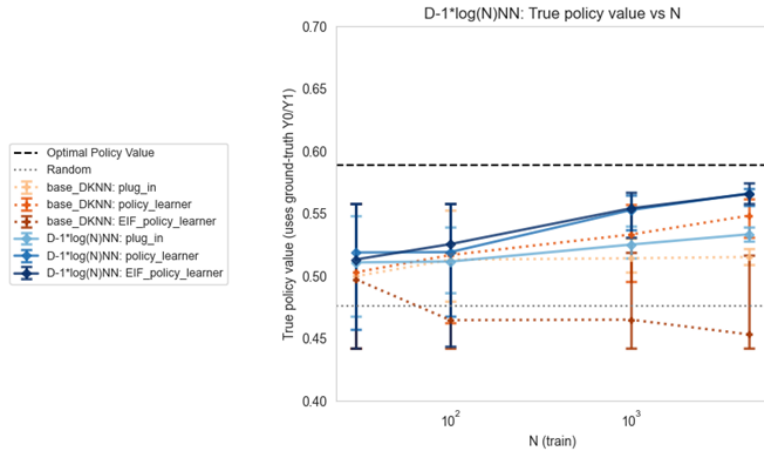 D-1*log(N)NN: True policy value vs N
0.70
0.65
0.60
0.55
0.50
0.45
0.40
True policy value (uses ground-truth Y0/Y1)
10²
10³
N (train)
Optimal Policy Value
Random
base_DKNN: plug_in
base_DKNN: policy_learner
base_DKNN: EIF_policy_learner
D-1*log(N)NN: plug_in
D-1*log(N)NN: policy_learner
D-1*log(N)NN: EIF_policy_learner